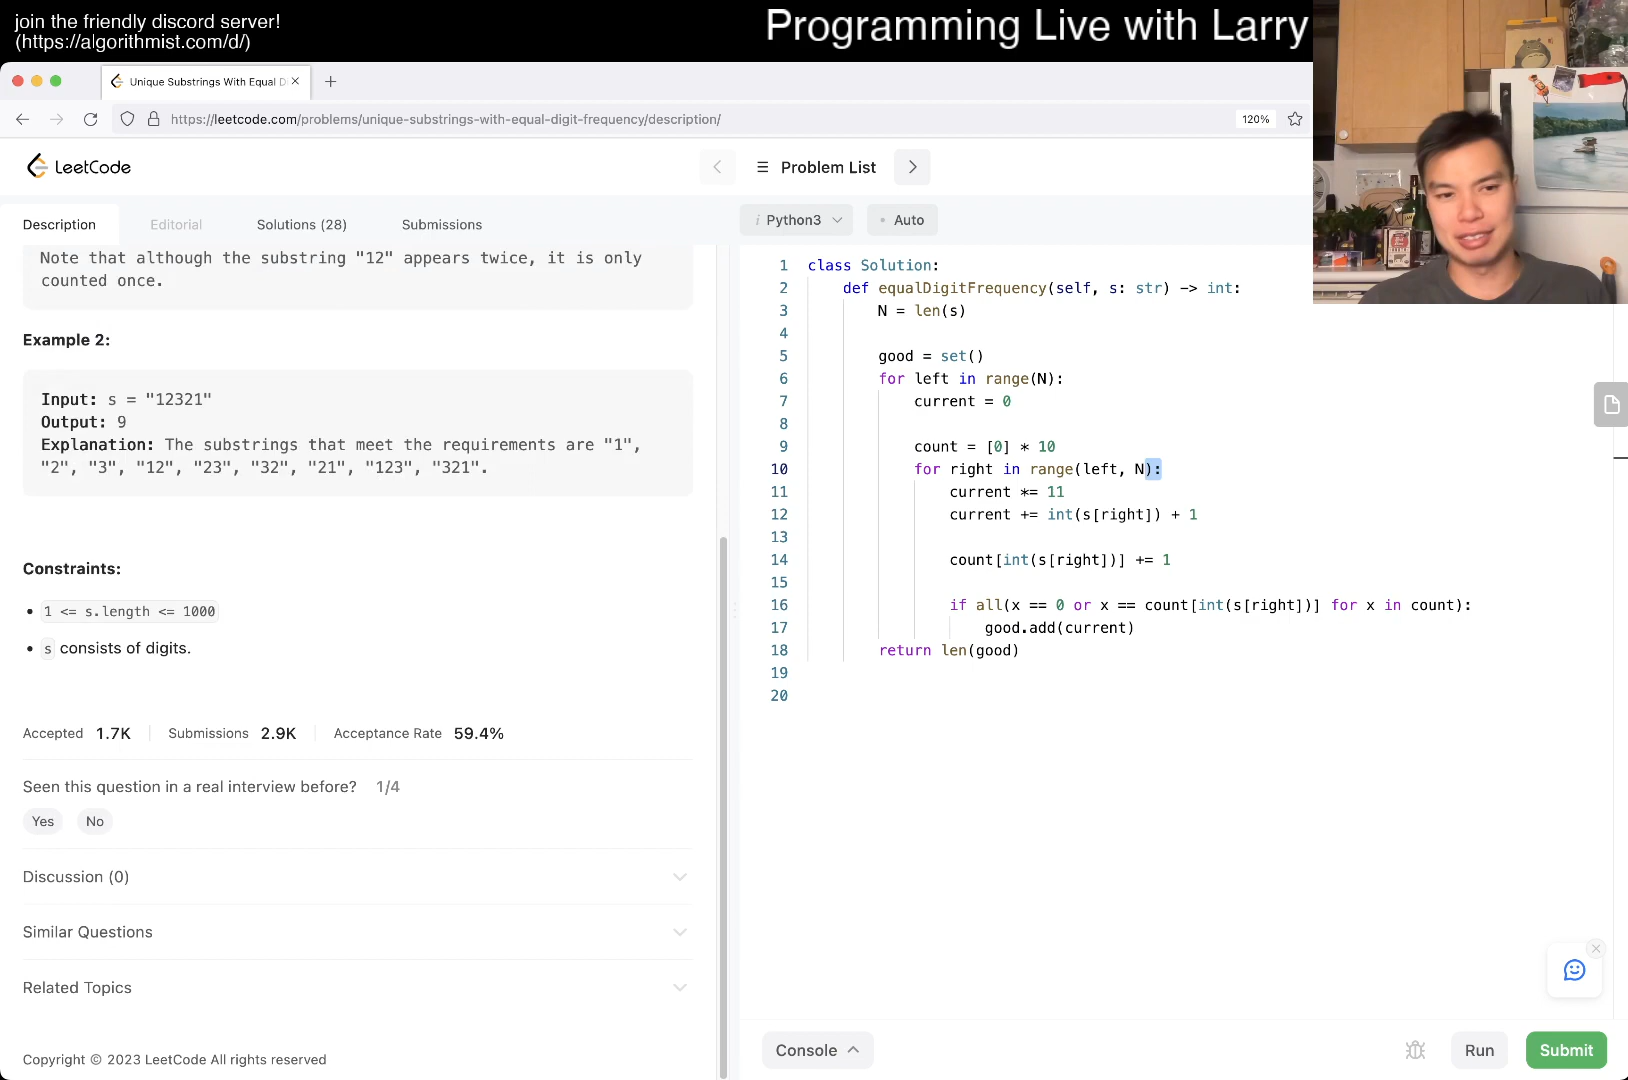 join the friendly discord server!
(https://algorithmist.com/d/)
Programming Live with Larry
Unique Substrings With Equal D
https://leetcode.com/problems/unique-substrings-with-equal-digit-frequency/description/
120%
LeetCode
Problem List
Description
Editorial
Solutions (28)
Submissions
i Python3
Auto
Note that although the substring "12" appears twice, it is only
counted once.
Example 2:
Input: s = "12321"
Output: 9
Explanation: The substrings that meet the requirements are "1",
"2", "3", "12", "23", "32", "21", "123", "321".
Constraints:
• 1 <= s.length <= 1000
• s consists of digits.
Accepted 1.7K
Submissions 2.9K
Acceptance Rate 59.4%
Seen this question in a real interview before? 1/4
Yes
No
Discussion (0)
Similar Questions
Related Topics
Copyright © 2023 LeetCode All rights reserved
1 class Solution:
2 def equalDigitFrequency(self, s: str) -> int:
3 N = len(s)
4
5 good = set()
6 for left in range(N):
7 current = 0
8
9 count = [0] * 10
10 for right in range(left, N):
11 current *= 11
12 current += int(s[right]) + 1
13
14 count[int(s[right])] += 1
15
16 if all(x == 0 or x == count[int(s[right])] for x in count):
17 good.add(current)
18 return len(good)
19
20
Console
Run
Submit